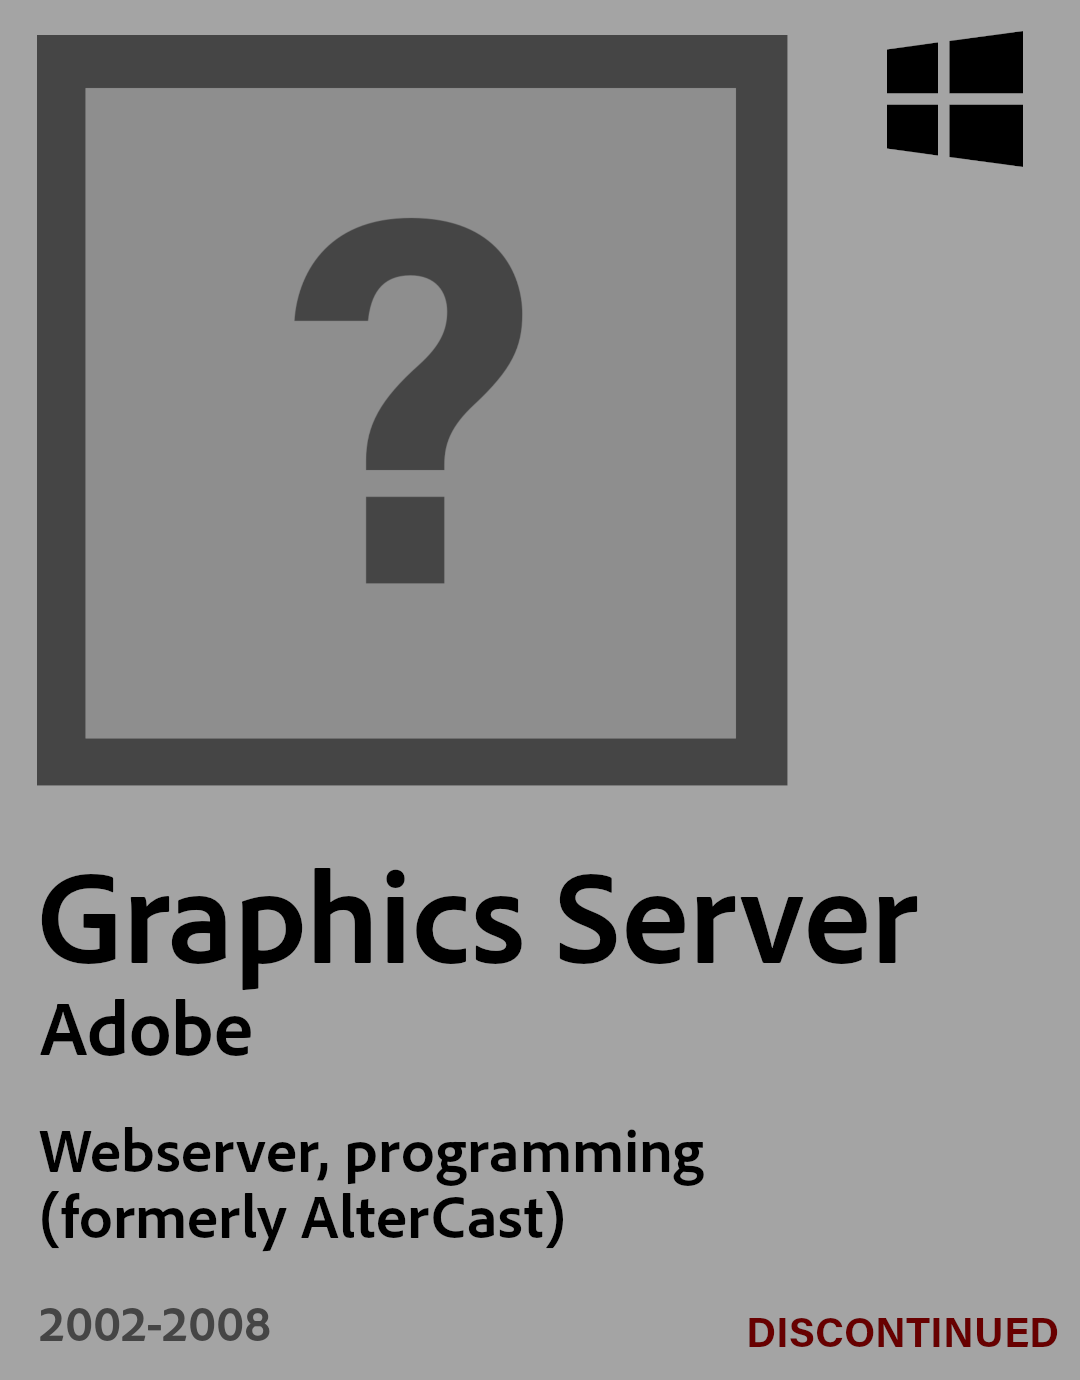 ?
Graphics Server
Adobe
Webserver, programming
(formerly AlterCast)
2002-2008
DISCONTINUED